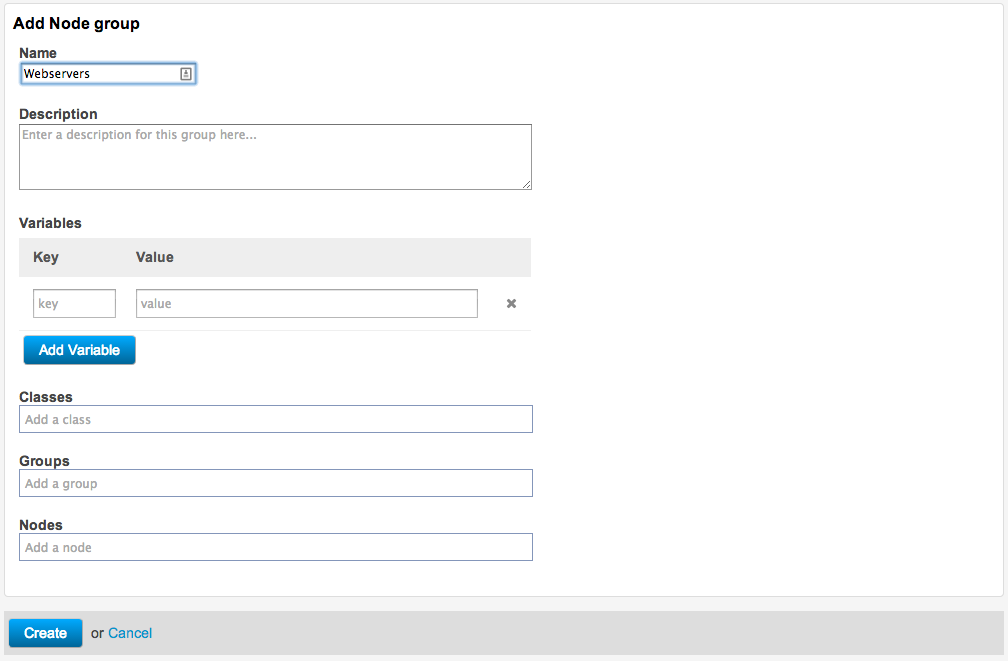 Add Node group
Name
Webservers
Description
Enter a description for this group here...
Variables
Key Value
key value
Add Variable
Classes
Add a class
Groups
Add a group
Nodes
Add a node
Create or Cancel